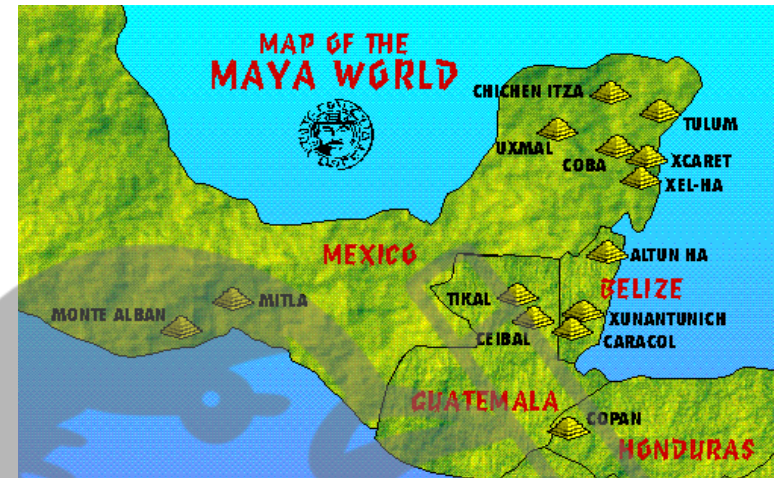 MAP OF THE
MAYA WORLD
CHICHEN ITZA
TULUM
UXMAL
COBA
XCARET
XEL-HA
MEXICO
ALTUN HA
BELIZE
TIKAL
MITLA
MONTE ALBAN
XUNANTUNICH
CEIBAL
CARACOL
GUATEMALA
COPAN
HONDURAS